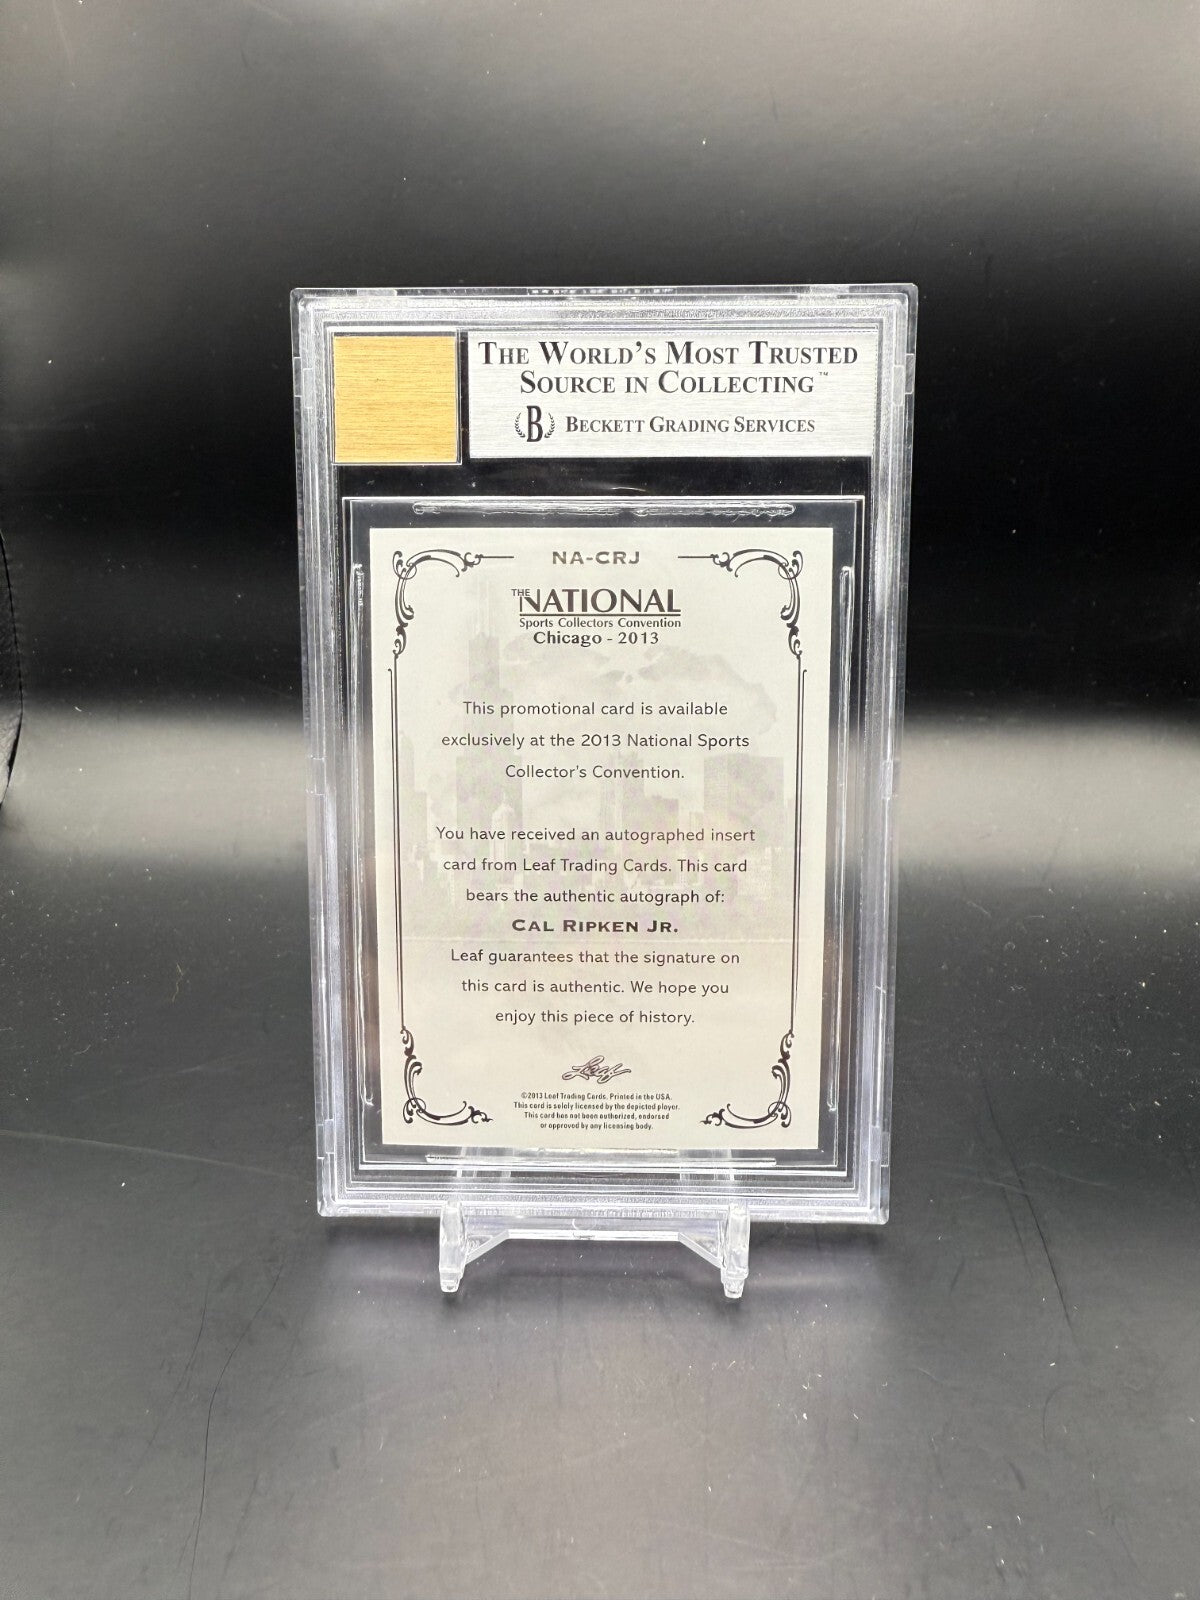 THE WORLD'S MOST TRUSTED
SOURCE IN COLLECTING™
B BECKETT GRADING SERVICES
NA-CRJ
THE NATIONAL
Sports Collectors Convention
Chicago - 2013
This promotional card is available
exclusively at the 2013 National Sports
Collector's Convention.
You have received an autographed insert
card from Leaf Trading Cards. This card
bears the authentic autograph of:
CAL RIPKEN JR.
Leaf guarantees that the signature on
this card is authentic. We hope you
enjoy this piece of history.
Leaf
©2013 Leaf Trading Cards. Printed in the USA.
This card is solely licensed by the depicted player.
This card has not been authorized, endorsed
or approved by any licensing body.